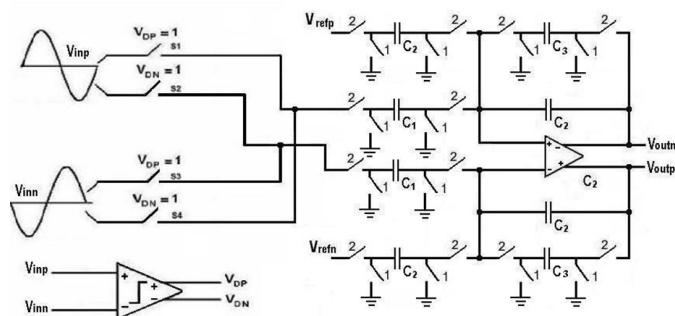 Vinp
VDP = 1
S1
VDN = 1
S2
Vinn
VDP = 1
S3
VDN = 1
S4
Vinp
Vinn
+
−
+
−
VDP
VDN
Vrefp
2
1
C2
1
2
2
1
C3
1
2
2
1
C1
1
2
C2
2
1
C1
1
2
+
−
−
+
C2
Voutn
Voutp
C2
Vrefn
2
1
C2
1
2
2
1
C3
1
2